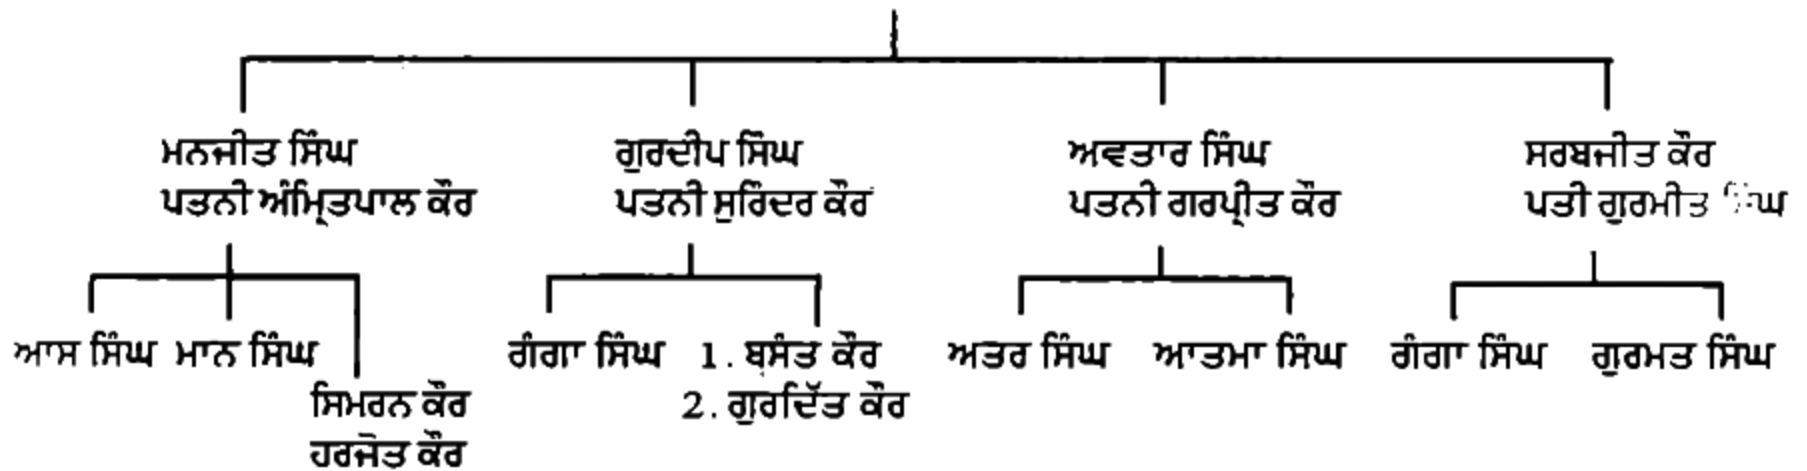 ਮਨਜੀਤ ਸਿੰਘ
ਪਤਨੀ ਅੰਮ੍ਰਿਤਪਾਲ ਕੌਰ
ਗੁਰਦੀਪ ਸਿੰਘ
ਪਤਨੀ ਸੁਰਿੰਦਰ ਕੌਰ
ਅਵਤਾਰ ਸਿੰਘ
ਪਤਨੀ ਗਰਪ੍ਰੀਤ ਕੌਰ
ਸਰਬਜੀਤ ਕੌਰ
ਪਤੀ ਗੁਰਮੀਤ ਸਿੰਘ
ਆਸ ਸਿੰਘ
ਮਾਨ ਸਿੰਘ
ਸਿਮਰਨ ਕੌਰ
ਹਰਜੋਤ ਕੌਰ
ਗੰਗਾ ਸਿੰਘ
1. ਬਸੰਤ ਕੌਰ
2. ਗੁਰਦਿੱਤ ਕੌਰ
ਅਤਰ ਸਿੰਘ
ਆਤਮਾ ਸਿੰਘ
ਗੰਗਾ ਸਿੰਘ
ਗੁਰਮਤ ਸਿੰਘ